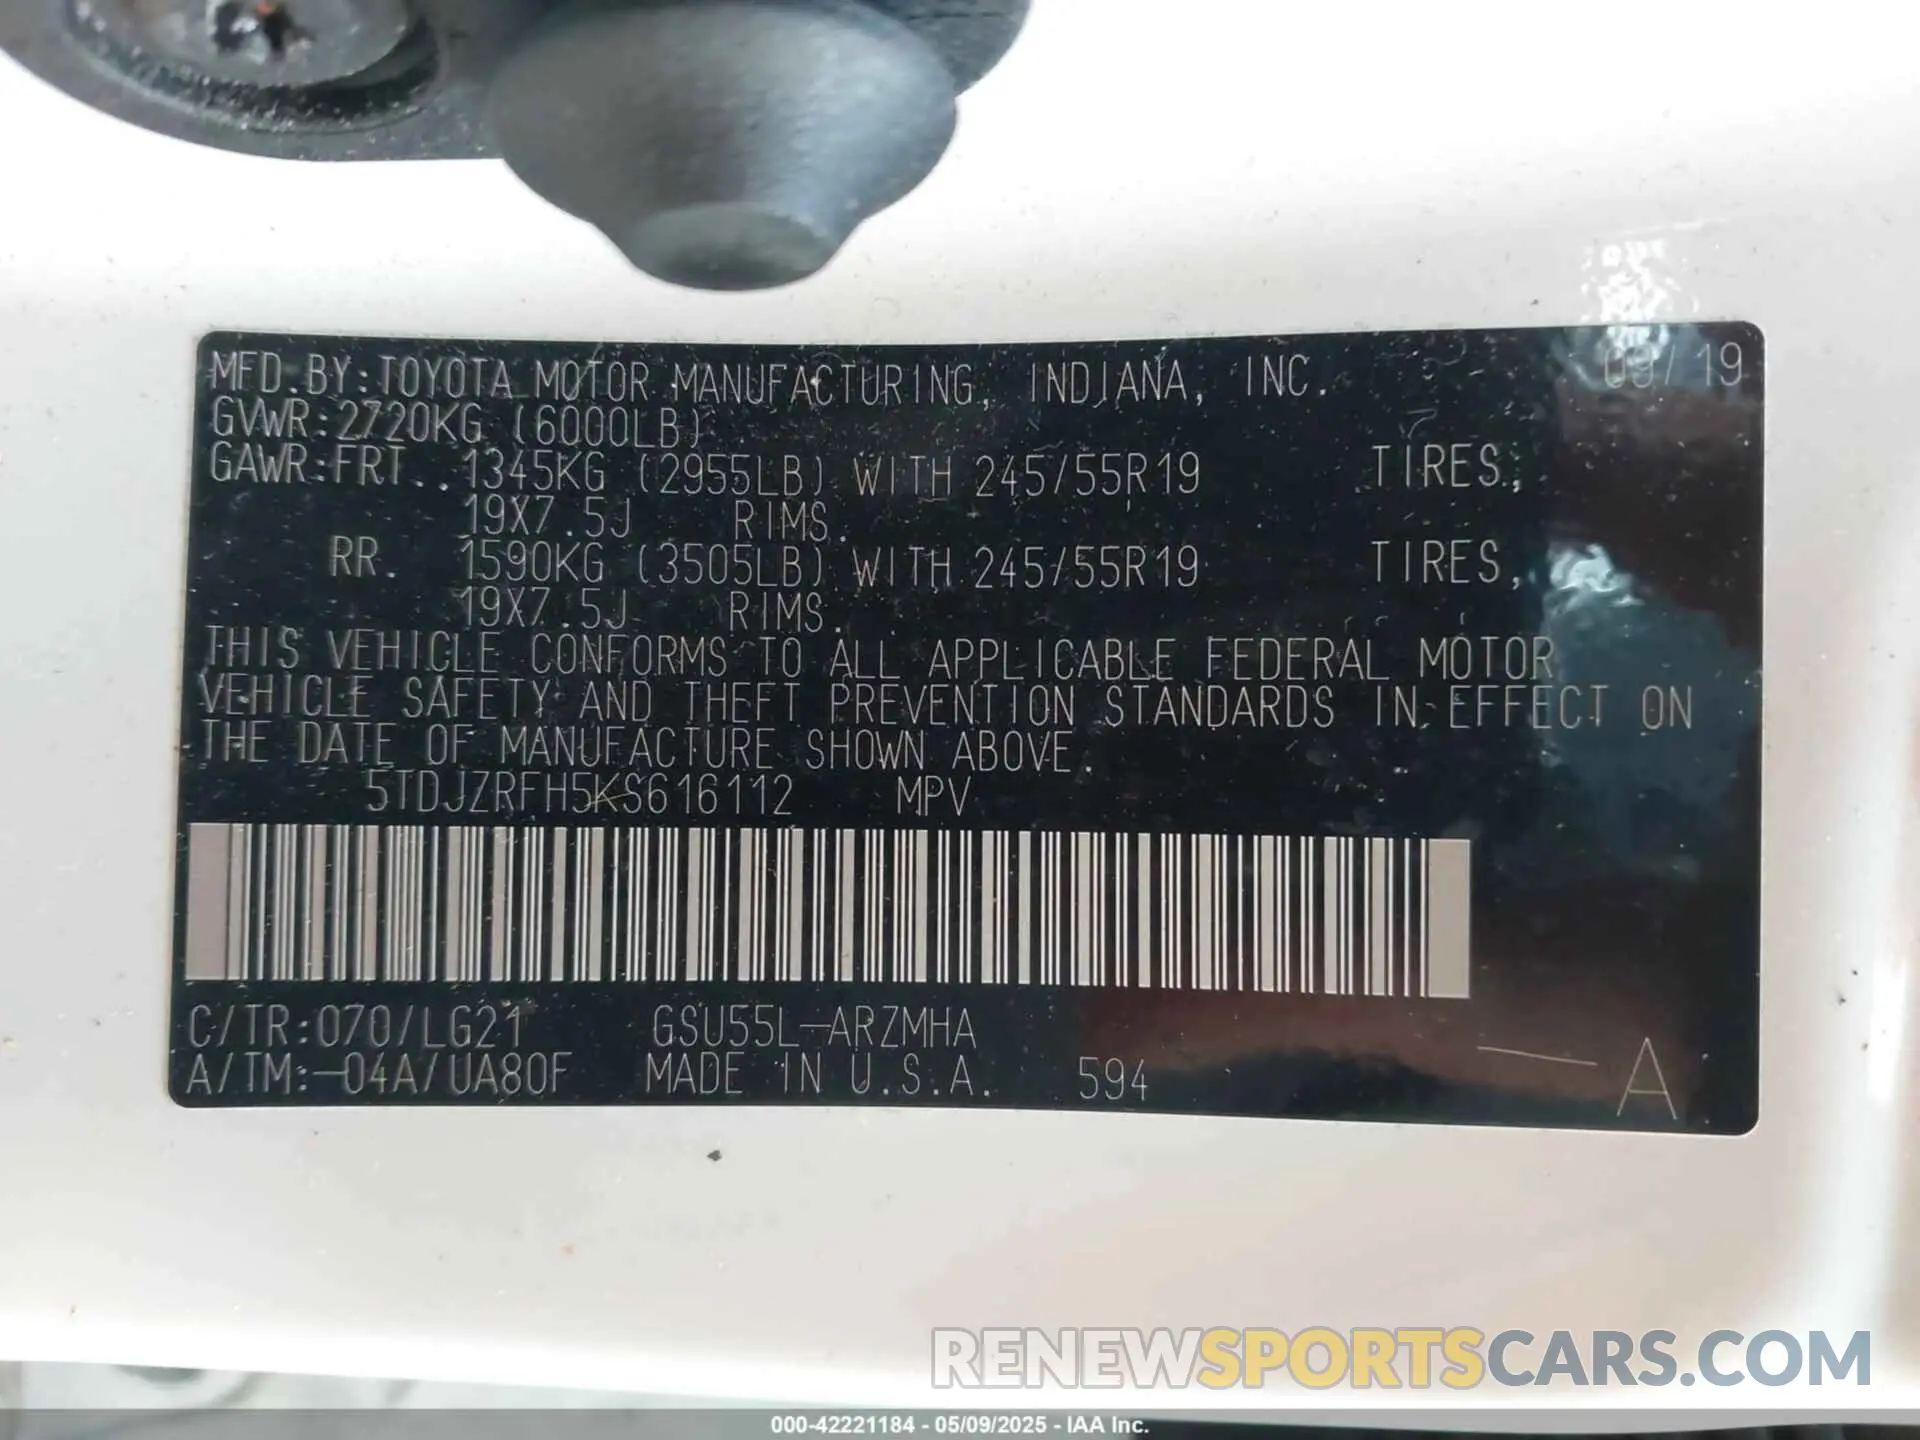 MFD.BY:TOYOTA MOTOR MANUFACTURING, INDIANA, INC. 09/19
GVWR:2720KG (6000LB)
GAWR:FRT. 1345KG (2955LB) WITH 245/55R19 TIRES,
19X7.5J RIMS.
RR. 1590KG (3505LB) WITH 245/55R19 TIRES,
19X7.5J RIMS.
THIS VEHICLE CONFORMS TO ALL APPLICABLE FEDERAL MOTOR
VEHICLE SAFETY AND THEFT PREVENTION STANDARDS IN EFFECT ON
THE DATE OF MANUFACTURE SHOWN ABOVE.
5TDJZRFH5KS616112 MPV
C/TR:070/LG21 GSU55L-ARZMHA
A/TM:-04A/UA80F MADE IN U.S.A. 594 A
RENEWSPORTSCARS.COM
000-42221184 - 05/09/2025 - IAA Inc.